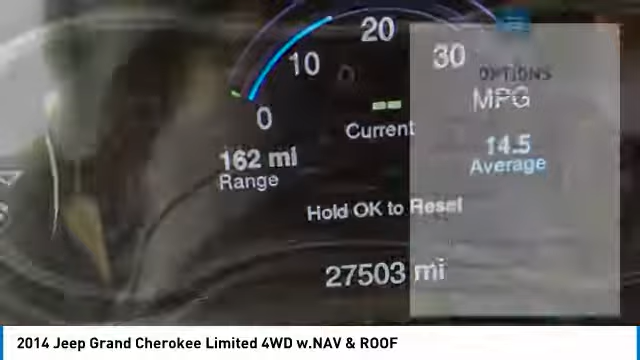 20
10
30
OPTIONS
MPG
0
Current
14.5
Average
162 mi
Range
Hold OK to Reset
27503 mi
2014 Jeep Grand Cherokee Limited 4WD w.NAV & ROOF